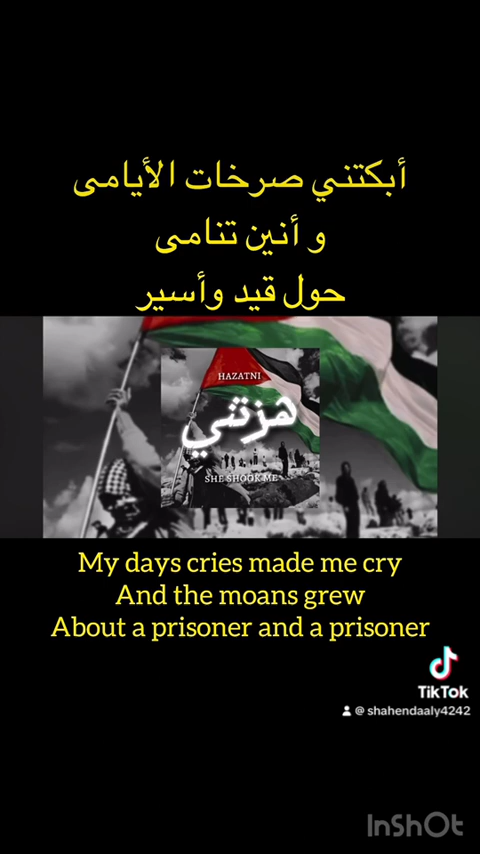 أبكتني صرخات الأيامى
و أنين تنامى
حول قيد وأسير
HAZATNI
هزتني
SHE SHOOK ME
My days cries made me cry
And the moans grew
About a prisoner and a prisoner
TikTok
@ shahendaaly4242
InShOt